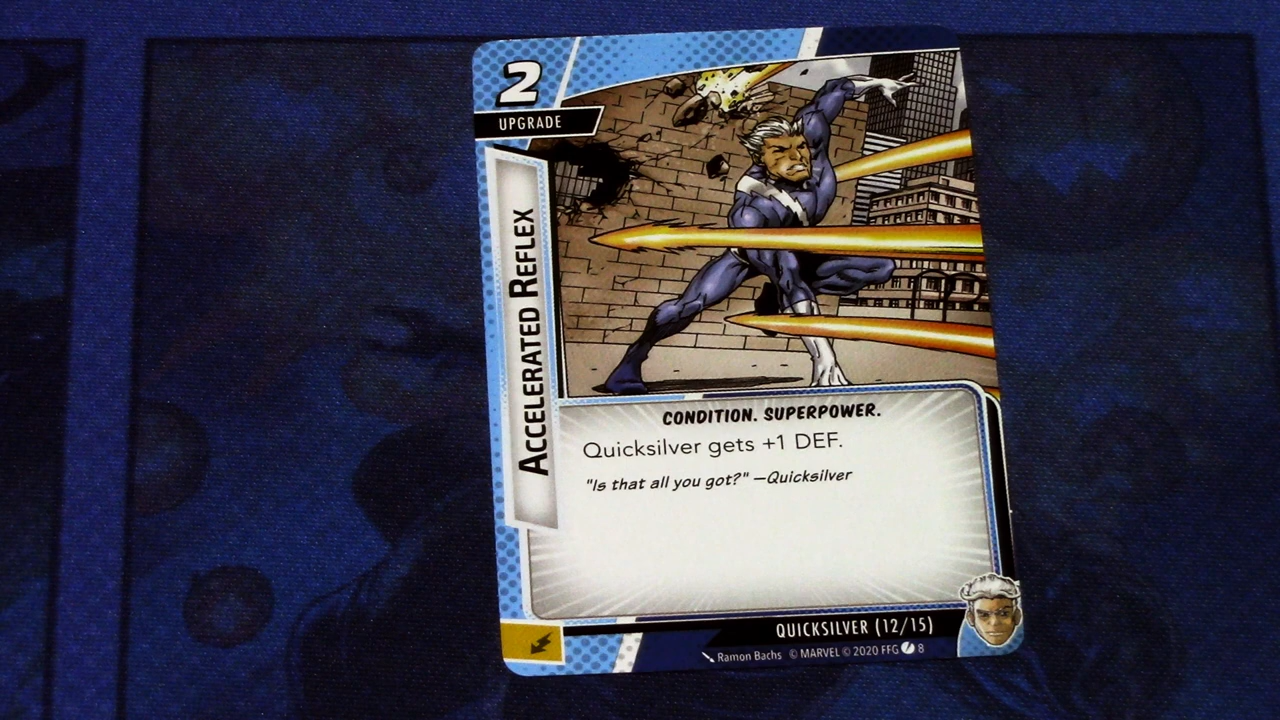 2
UPGRADE
ACCELERATED REFLEX
CONDITION. SUPERPOWER.
Quicksilver gets +1 DEF.
"Is that all you got?" —Quicksilver
QUICKSILVER (12/15)
Ramon Bachs © MARVEL © 2020 FFG 8